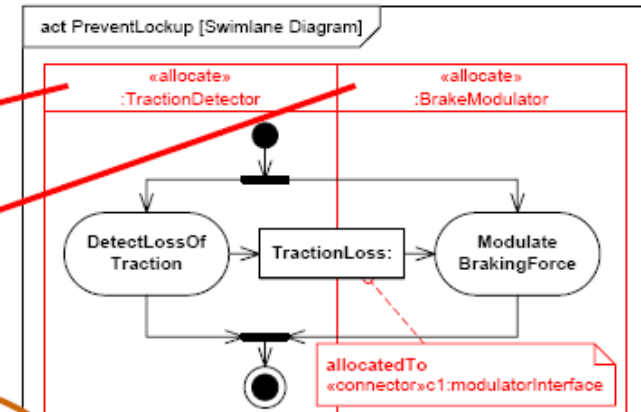 act PreventLockup [Swimlane Diagram]
«allocate»
:TractionDetector
«allocate»
:BrakeModulator
DetectLossOf
Traction
TractionLoss:
Modulate
BrakingForce
allocatedTo
«connector»c1:modulatorInterface